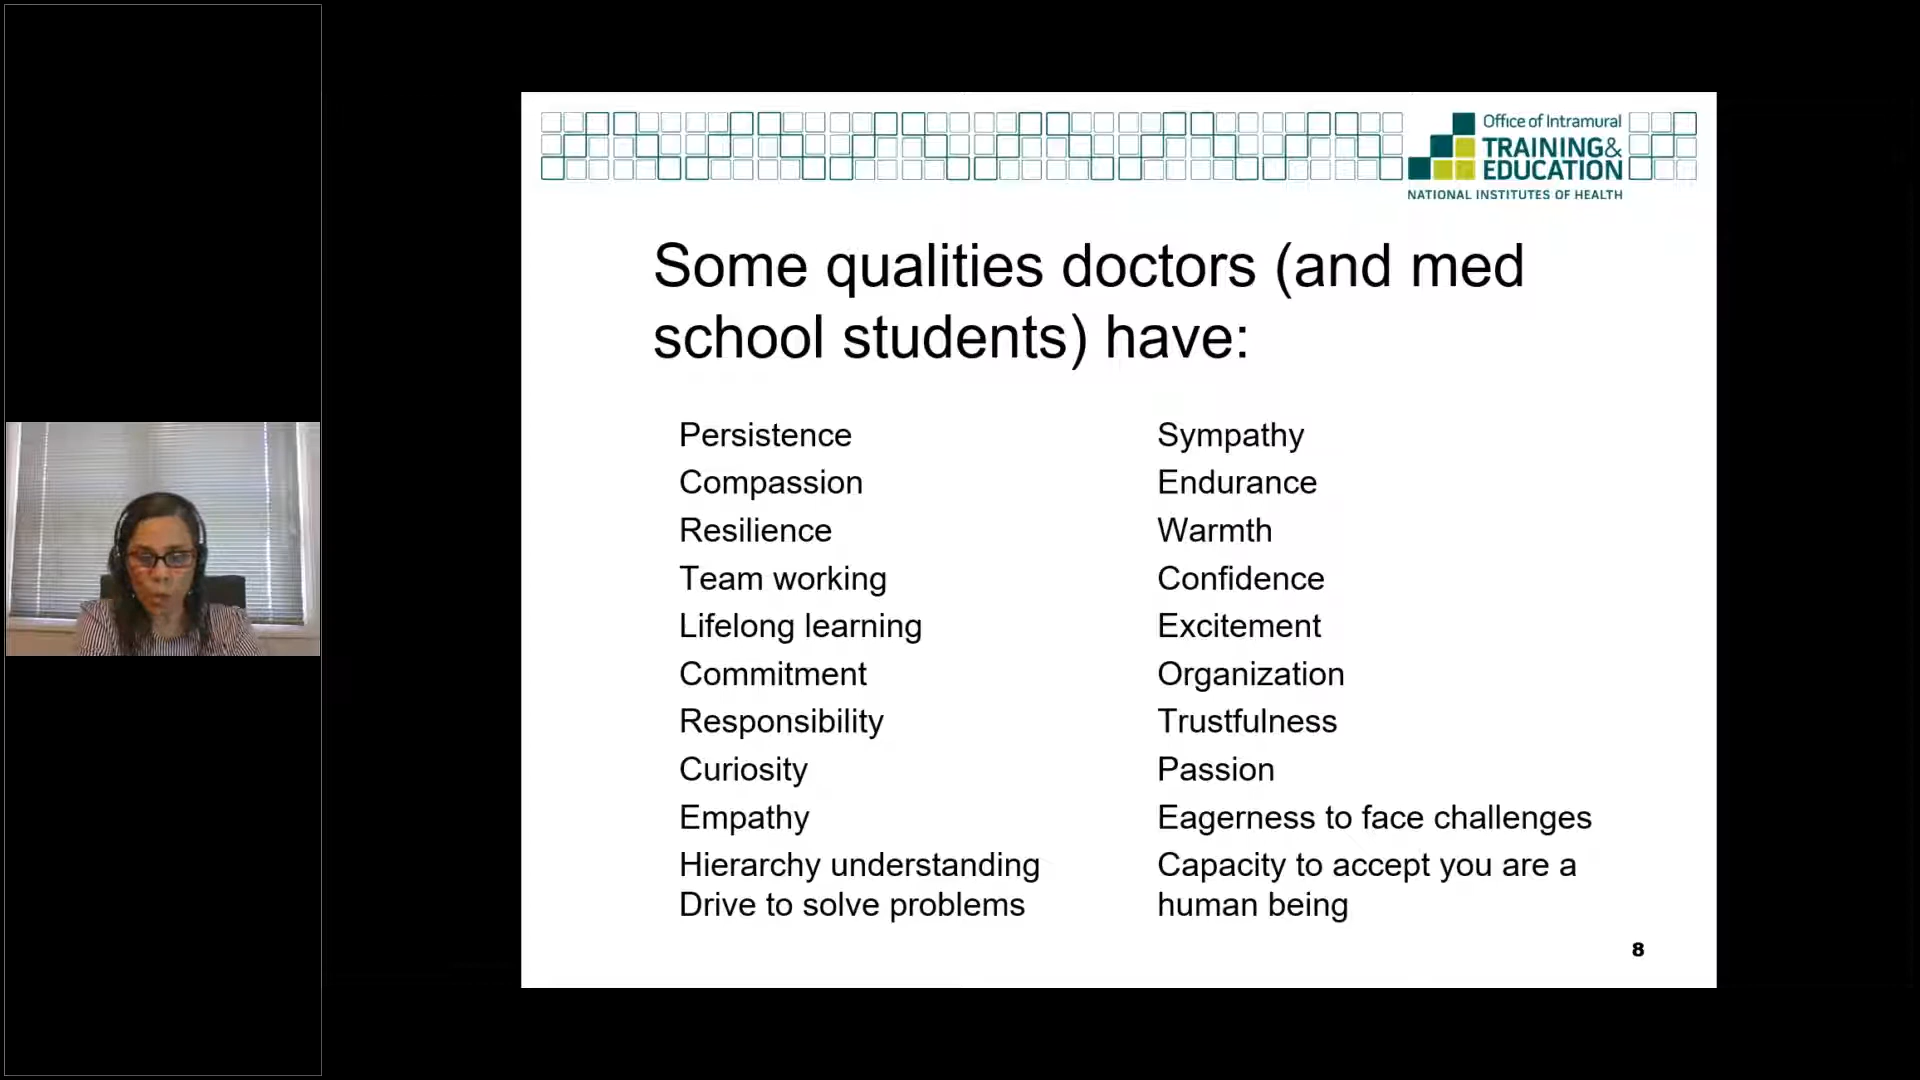 Office of Intramural
TRAINING&
EDUCATION
NATIONAL INSTITUTES OF HEALTH
Some qualities doctors (and med
school students) have:
Persistence
Compassion
Resilience
Team working
Lifelong learning
Commitment
Responsibility
Curiosity
Empathy
Hierarchy understanding
Drive to solve problems
Sympathy
Endurance
Warmth
Confidence
Excitement
Organization
Trustfulness
Passion
Eagerness to face challenges
Capacity to accept you are a
human being
8